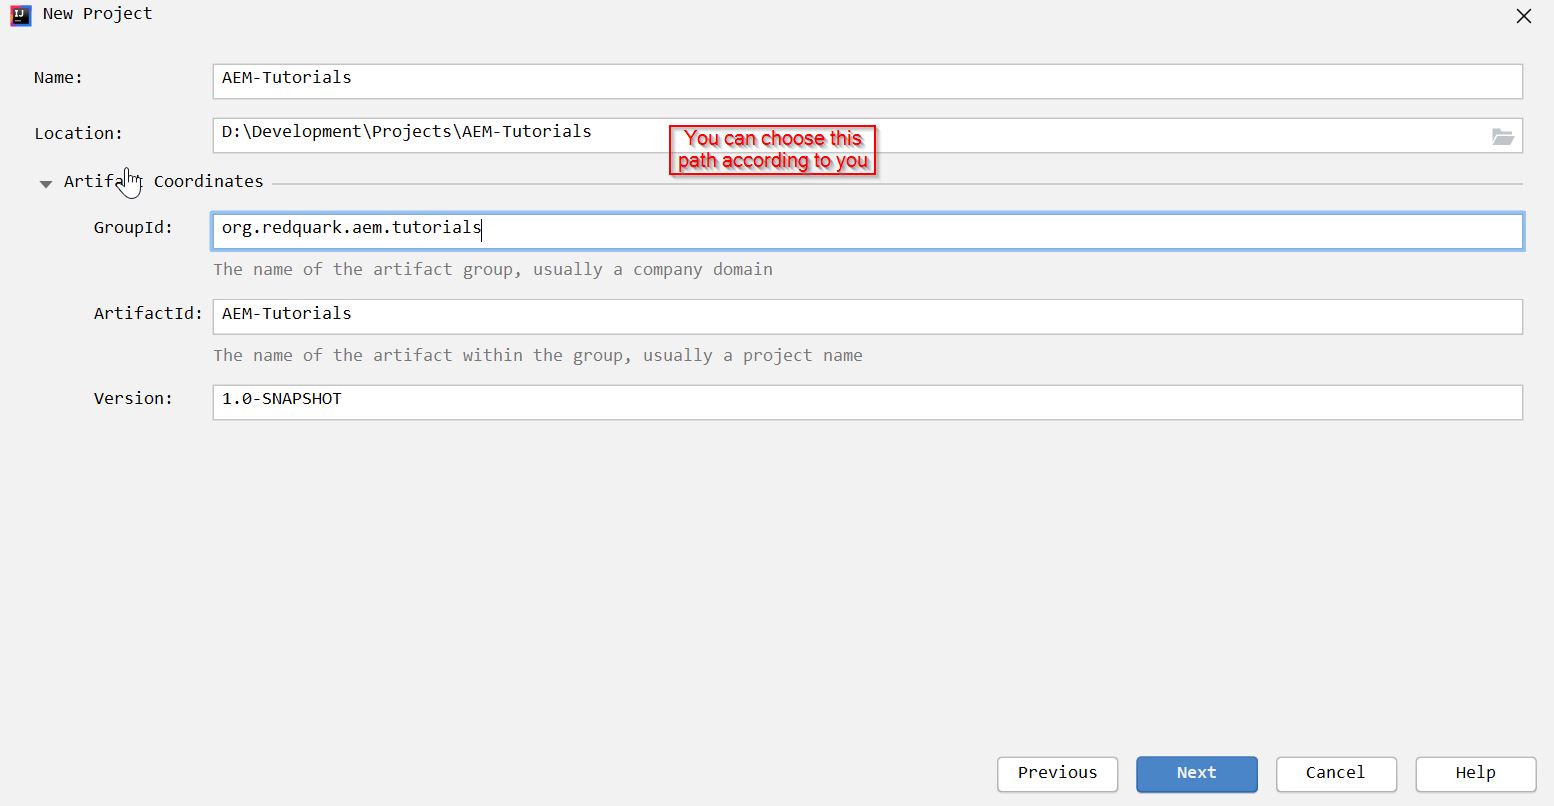 IJ
New Project
Name:
AEM-Tutorials
Location:
D:\Development\Projects\AEM-Tutorials
You can choose this
path according to you
Artifact Coordinates
GroupId:
org.redquark.aem.tutorials
The name of the artifact group, usually a company domain
ArtifactId:
AEM-Tutorials
The name of the artifact within the group, usually a project name
Version:
1.0-SNAPSHOT
Previous
Next
Cancel
Help